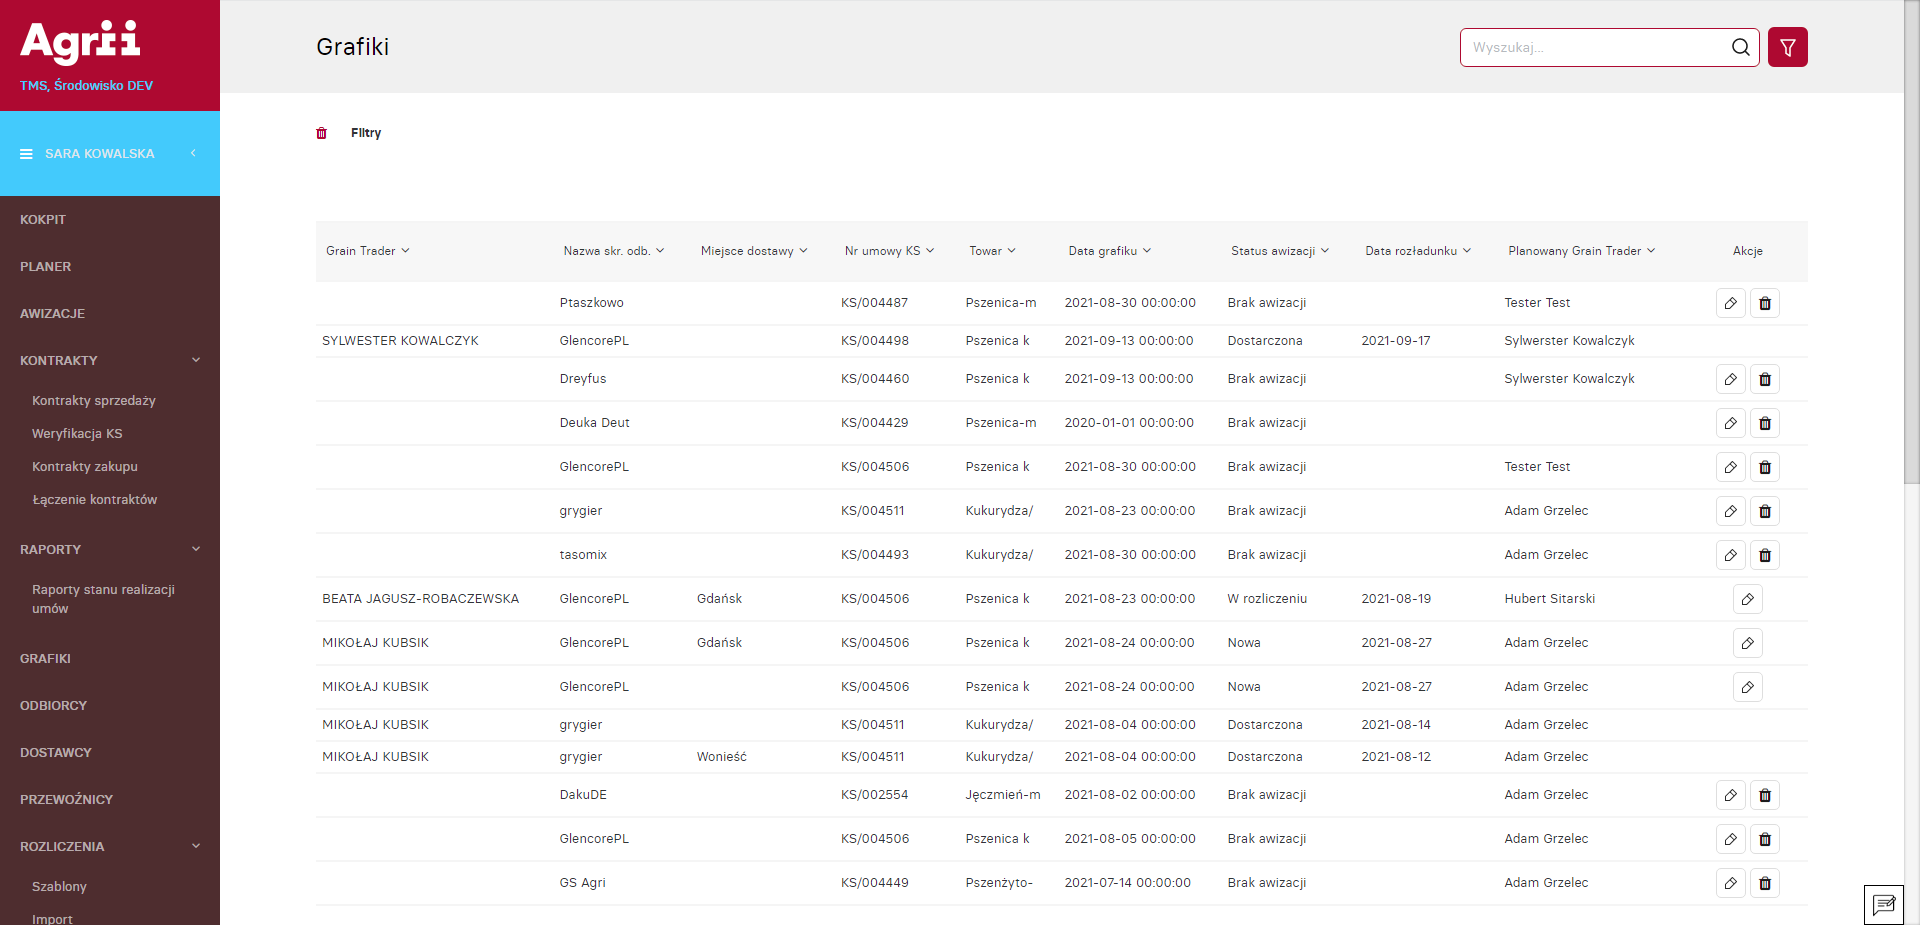 Agrii
TMS, Środowisko DEV
SARA KOWALSKA
KOKPIT
PLANER
AWIZACJE
KONTRAKTY
Kontrakty sprzedaży
Weryfikacja KS
Kontrakty zakupu
Łączenie kontraktów
RAPORTY
Raporty stanu realizacji
umów
GRAFIKI
ODBIORCY
DOSTAWCY
PRZEWOŹNICY
ROZLICZENIA
Szablony
Import
Grafiki
Wyszukaj...
Filtry
Grain Trader Nazwa skr. odb. Miejsce dostawy Nr umowy KS Towar Data grafiku Status awizacji Data rozładunku Planowany Grain Trader Akcje
Ptaszkowo KS/004487 Pszenica-m 2021-08-30 00:00:00 Brak awizacji Tester Test
SYLWESTER KOWALCZYK GlencorePL KS/004498 Pszenica k 2021-09-13 00:00:00 Dostarczona 2021-09-17 Sylwerster Kowalczyk
Dreyfus KS/004460 Pszenica k 2021-09-13 00:00:00 Brak awizacji Sylwerster Kowalczyk
Deuka Deut KS/004429 Pszenica-m 2020-01-01 00:00:00 Brak awizacji
GlencorePL KS/004506 Pszenica k 2021-08-30 00:00:00 Brak awizacji Tester Test
grygier KS/004511 Kukurydza/ 2021-08-23 00:00:00 Brak awizacji Adam Grzelec
tasomix KS/004493 Kukurydza/ 2021-08-30 00:00:00 Brak awizacji Adam Grzelec
BEATA JAGUSZ-ROBACZEWSKA GlencorePL Gdańsk KS/004506 Pszenica k 2021-08-23 00:00:00 W rozliczeniu 2021-08-19 Hubert Sitarski
MIKOŁAJ KUBSIK GlencorePL Gdańsk KS/004506 Pszenica k 2021-08-24 00:00:00 Nowa 2021-08-27 Adam Grzelec
MIKOŁAJ KUBSIK GlencorePL KS/004506 Pszenica k 2021-08-24 00:00:00 Nowa 2021-08-27 Adam Grzelec
MIKOŁAJ KUBSIK grygier KS/004511 Kukurydza/ 2021-08-04 00:00:00 Dostarczona 2021-08-14 Adam Grzelec
MIKOŁAJ KUBSIK grygier Wonieść KS/004511 Kukurydza/ 2021-08-04 00:00:00 Dostarczona 2021-08-12 Adam Grzelec
DakuDE KS/002554 Jęczmień-m 2021-08-02 00:00:00 Brak awizacji Adam Grzelec
GlencorePL KS/004506 Pszenica k 2021-08-05 00:00:00 Brak awizacji Adam Grzelec
GS Agri KS/004449 Pszenżyto- 2021-07-14 00:00:00 Brak awizacji Adam Grzelec